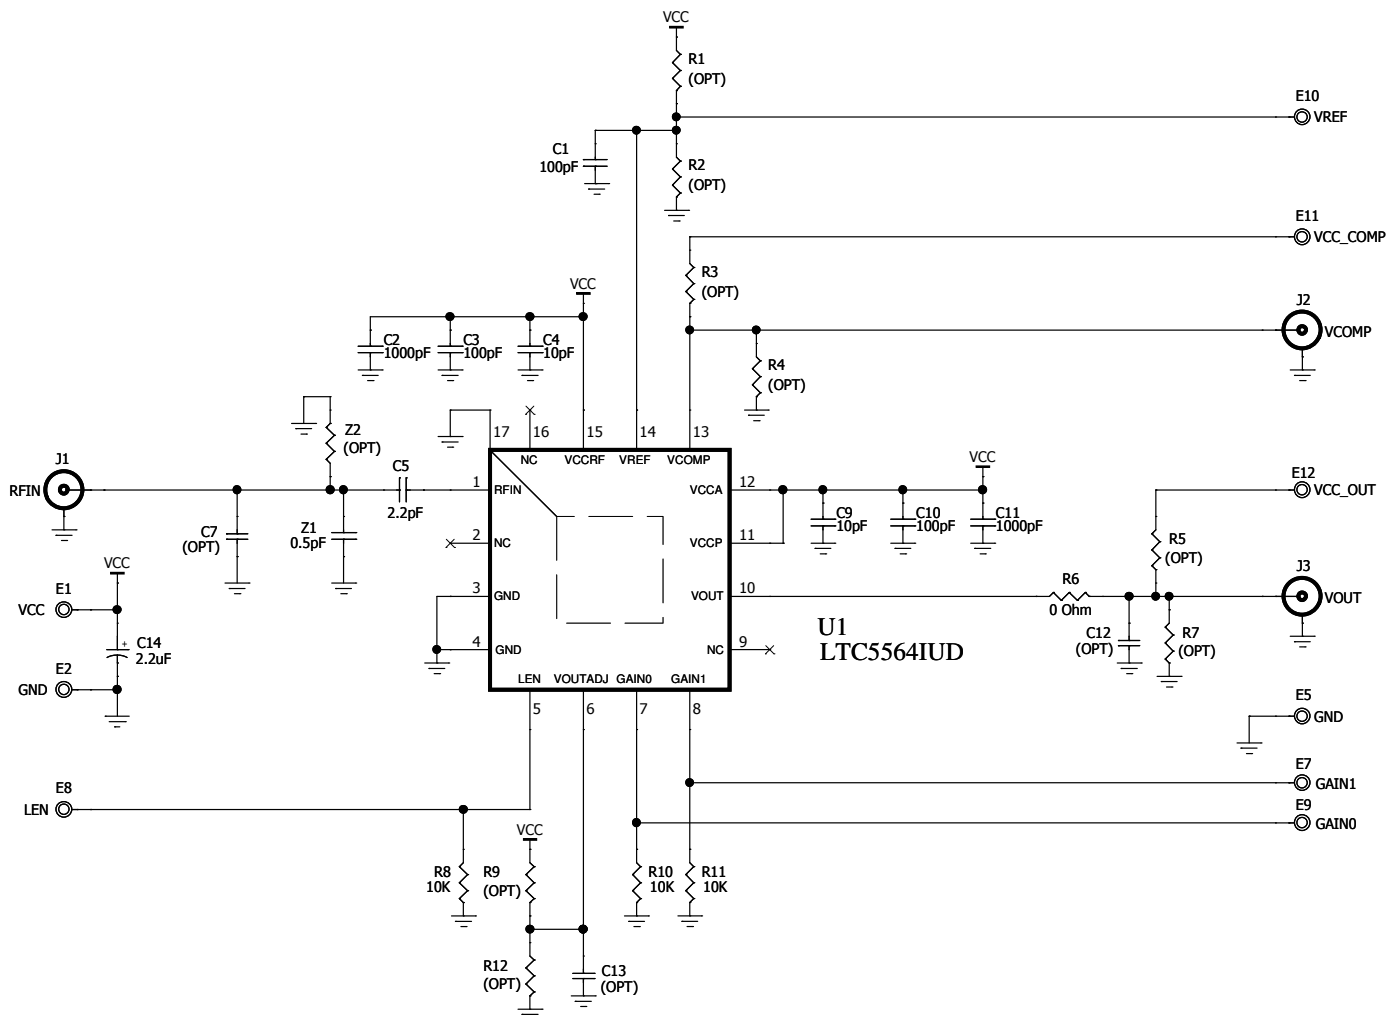 VCC
R1
(OPT)
E10
VREF
C1
100pF
R2
(OPT)
E11
VCC_COMP
R3
(OPT)
VCC
J2
VCOMP
C2
1000pF
C3
100pF
C4
10pF
R4
(OPT)
Z2
(OPT)
17
16
15
14
13
NC
VCCRF
VREF
VCOMP
J1
RFIN
C5
2.2pF
1
RFIN
VCCA
12
VCC
E12
VCC_OUT
C7
(OPT)
Z1
0.5pF
2
NC
VCCP
11
C9
10pF
C10
100pF
C11
1000pF
R5
(OPT)
VCC
E1
VCC
3
GND
VOUT
10
R6
0 Ohm
J3
VOUT
C14
+
2.2uF
4
GND
NC
9
U1
LTC5564IUD
C12
(OPT)
R7
(OPT)
E2
GND
LEN
VOUTADJ
GAIN0
GAIN1
5
6
7
8
E5
GND
E7
GAIN1
E8
LEN
E9
GAIN0
VCC
R8
10K
R9
(OPT)
R10
10K
R11
10K
R12
(OPT)
C13
(OPT)